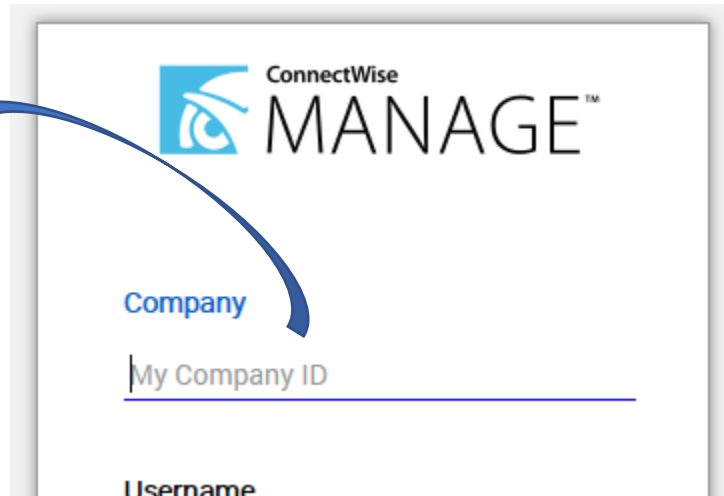 ConnectWise
MANAGE™
Company
My Company ID
Username